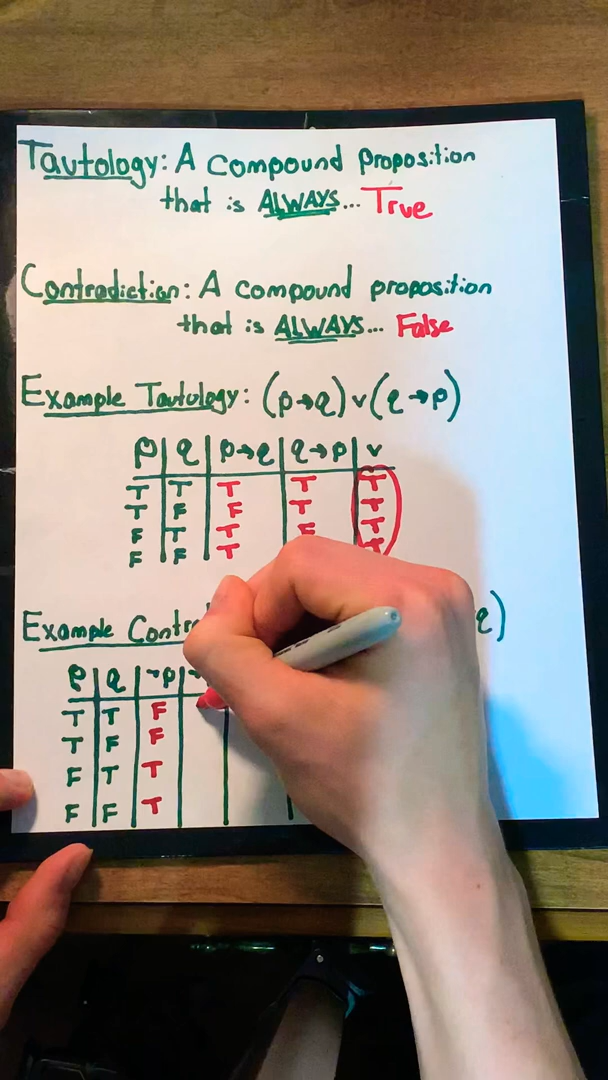 Tautology: A compound proposition
that is ALWAYS... True
Contradiction: A compound proposition
that is ALWAYS... False
Example Tautology: (p→q)∨(q→p)
p q p→q q→p ∨
T T T T T
T F F T T
F T T F T
F F T T
Example Contr q)
p q ¬p ¬
T T F
T F F
F T T
F F T